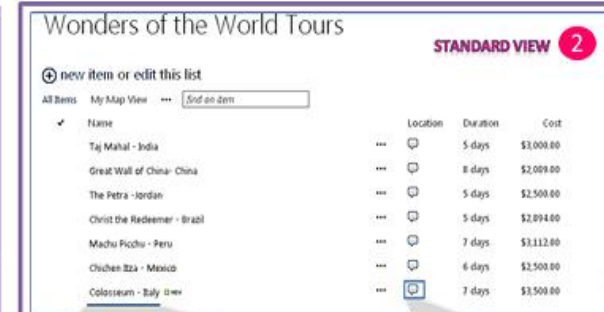 Wonders of the World Tours
STANDARD VIEW 2
new item or edit this list
All Items My Map View ••• find an item
✔ Name Location Duration Cost
Taj Mahal - India ••• 5 days $3,000.00
Great Wall of China- China ••• 8 days $2,009.00
The Petra -Jordan ••• 5 days $2,500.00
Christ the Redeemer - Brazil ••• 5 days $2,894.00
Machu Picchu - Peru ••• 7 days $3,112.00
Chichen Itza - Mexico ••• 6 days $2,500.00
Colosseum - Italy ••• 7 days $3,500.00